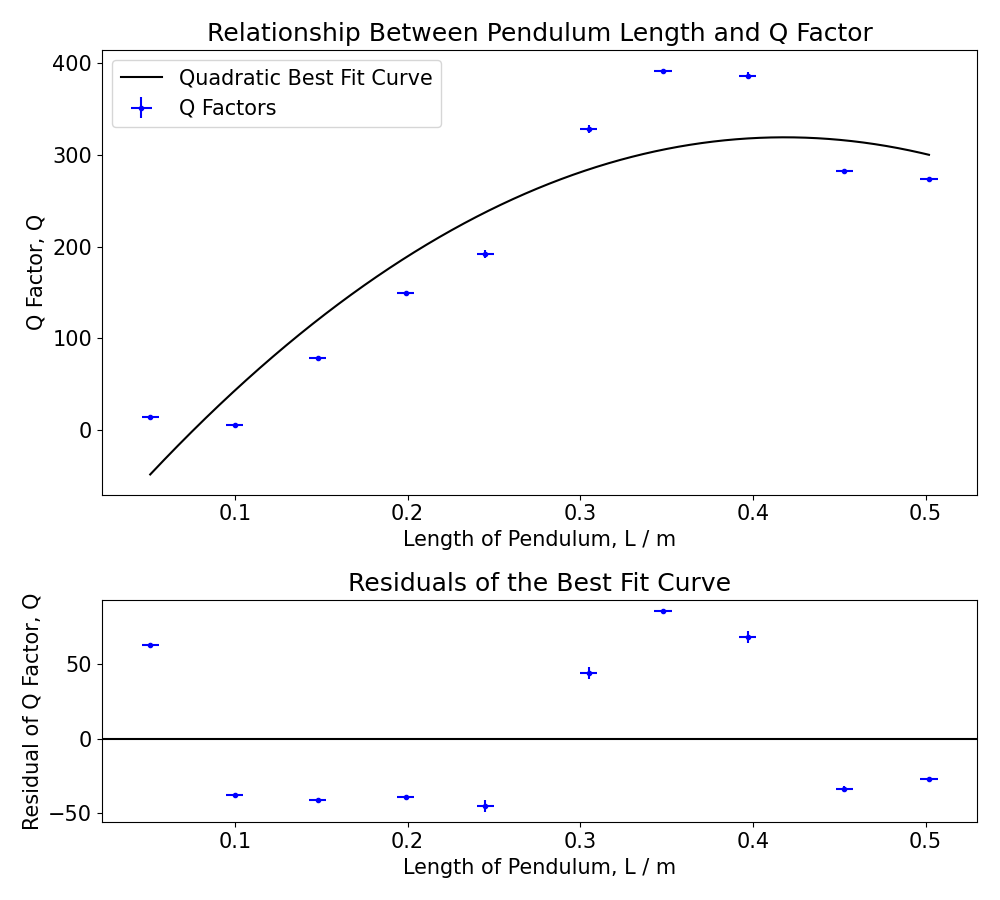 Relationship Between Pendulum Length and Q Factor
Quadratic Best Fit Curve
Q Factors
Q Factor, Q
400
300
200
100
0
0.1 0.2 0.3 0.4 0.5
Length of Pendulum, L / m
Residuals of the Best Fit Curve
Residual of Q Factor, Q
50
0
−50
0.1 0.2 0.3 0.4 0.5
Length of Pendulum, L / m